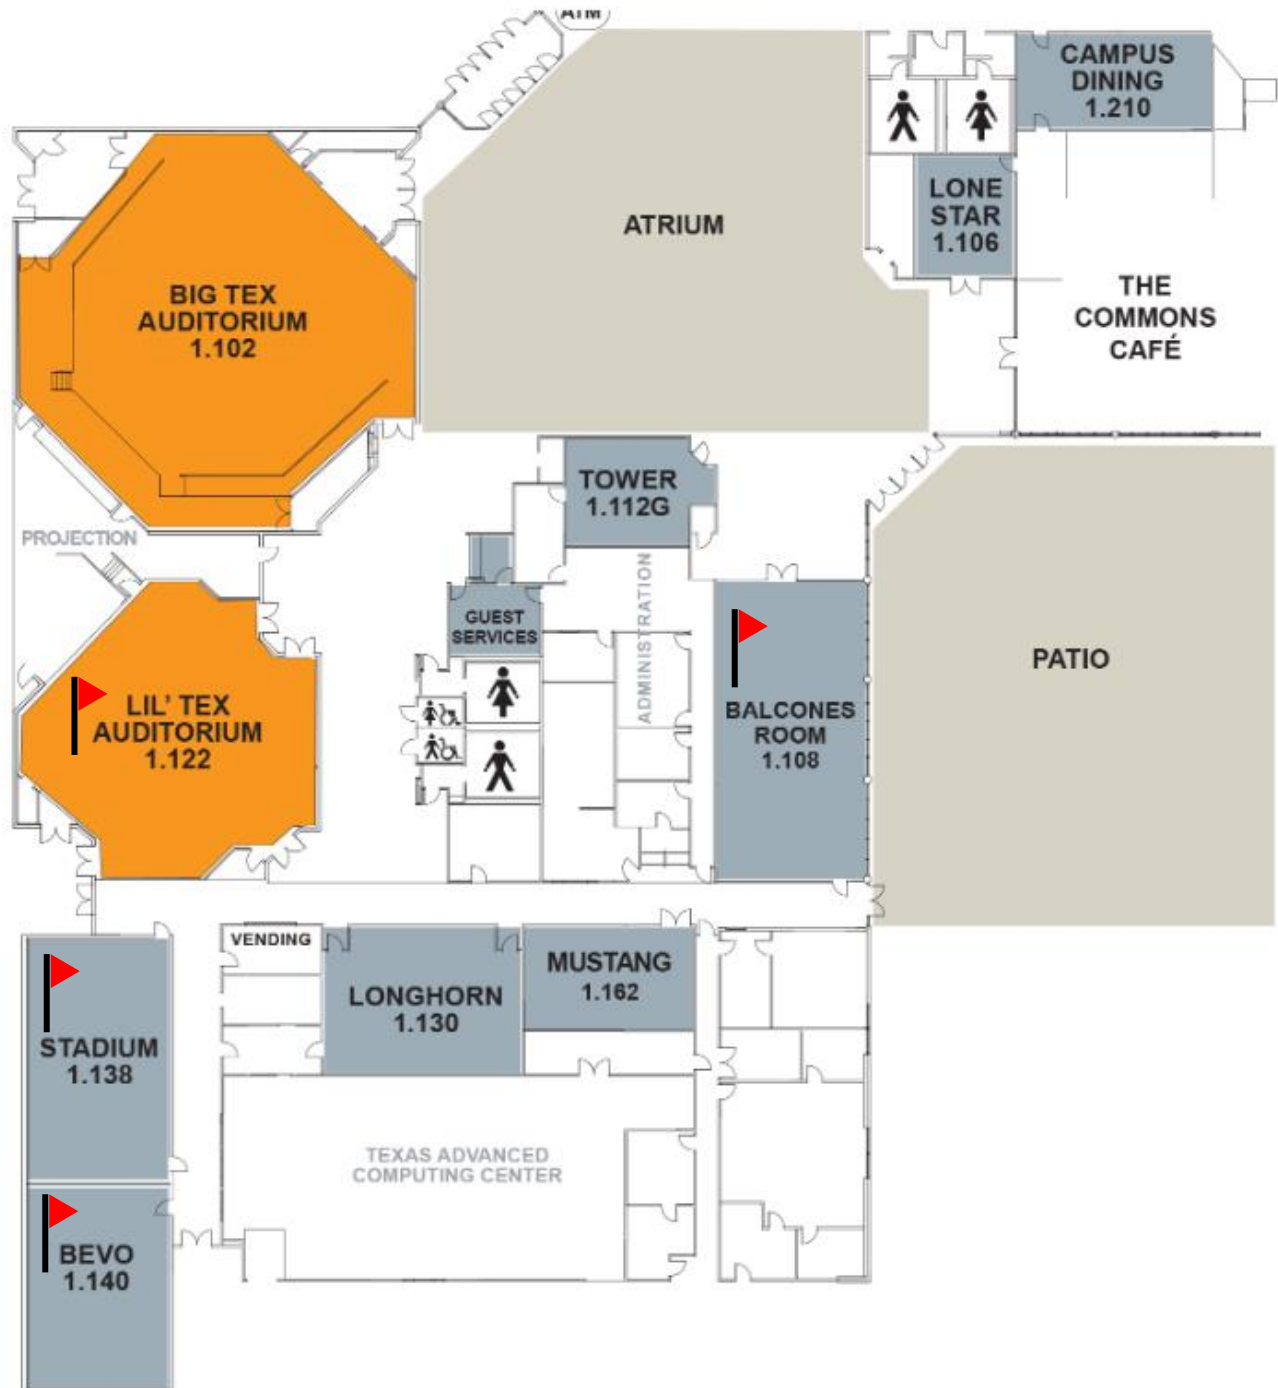 ATM
CAMPUS
DINING
1.210
LONE
STAR
1.106
ATRIUM
BIG TEX
AUDITORIUM
1.102
THE
COMMONS
CAFÉ
TOWER
1.112G
PROJECTION
ADMINISTRATION
GUEST
SERVICES
PATIO
LIL' TEX
AUDITORIUM
1.122
BALCONES
ROOM
1.108
VENDING
MUSTANG
1.162
LONGHORN
1.130
STADIUM
1.138
TEXAS ADVANCED
COMPUTING CENTER
BEVO
1.140